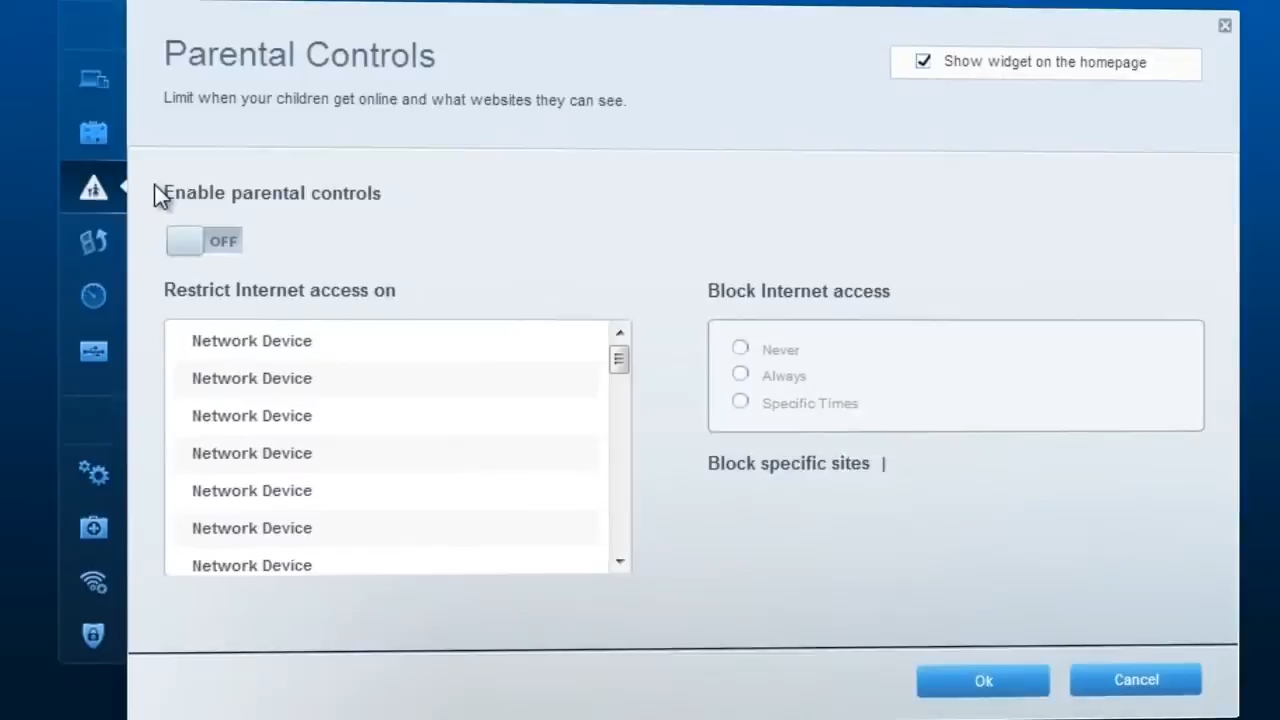 Parental Controls
Show widget on the homepage
Limit when your children get online and what websites they can see.
Enable parental controls
OFF
Restrict Internet access on
Network Device
Network Device
Network Device
Network Device
Network Device
Network Device
Network Device
Block Internet access
Never
Always
Specific Times
Block specific sites |
Ok
Cancel